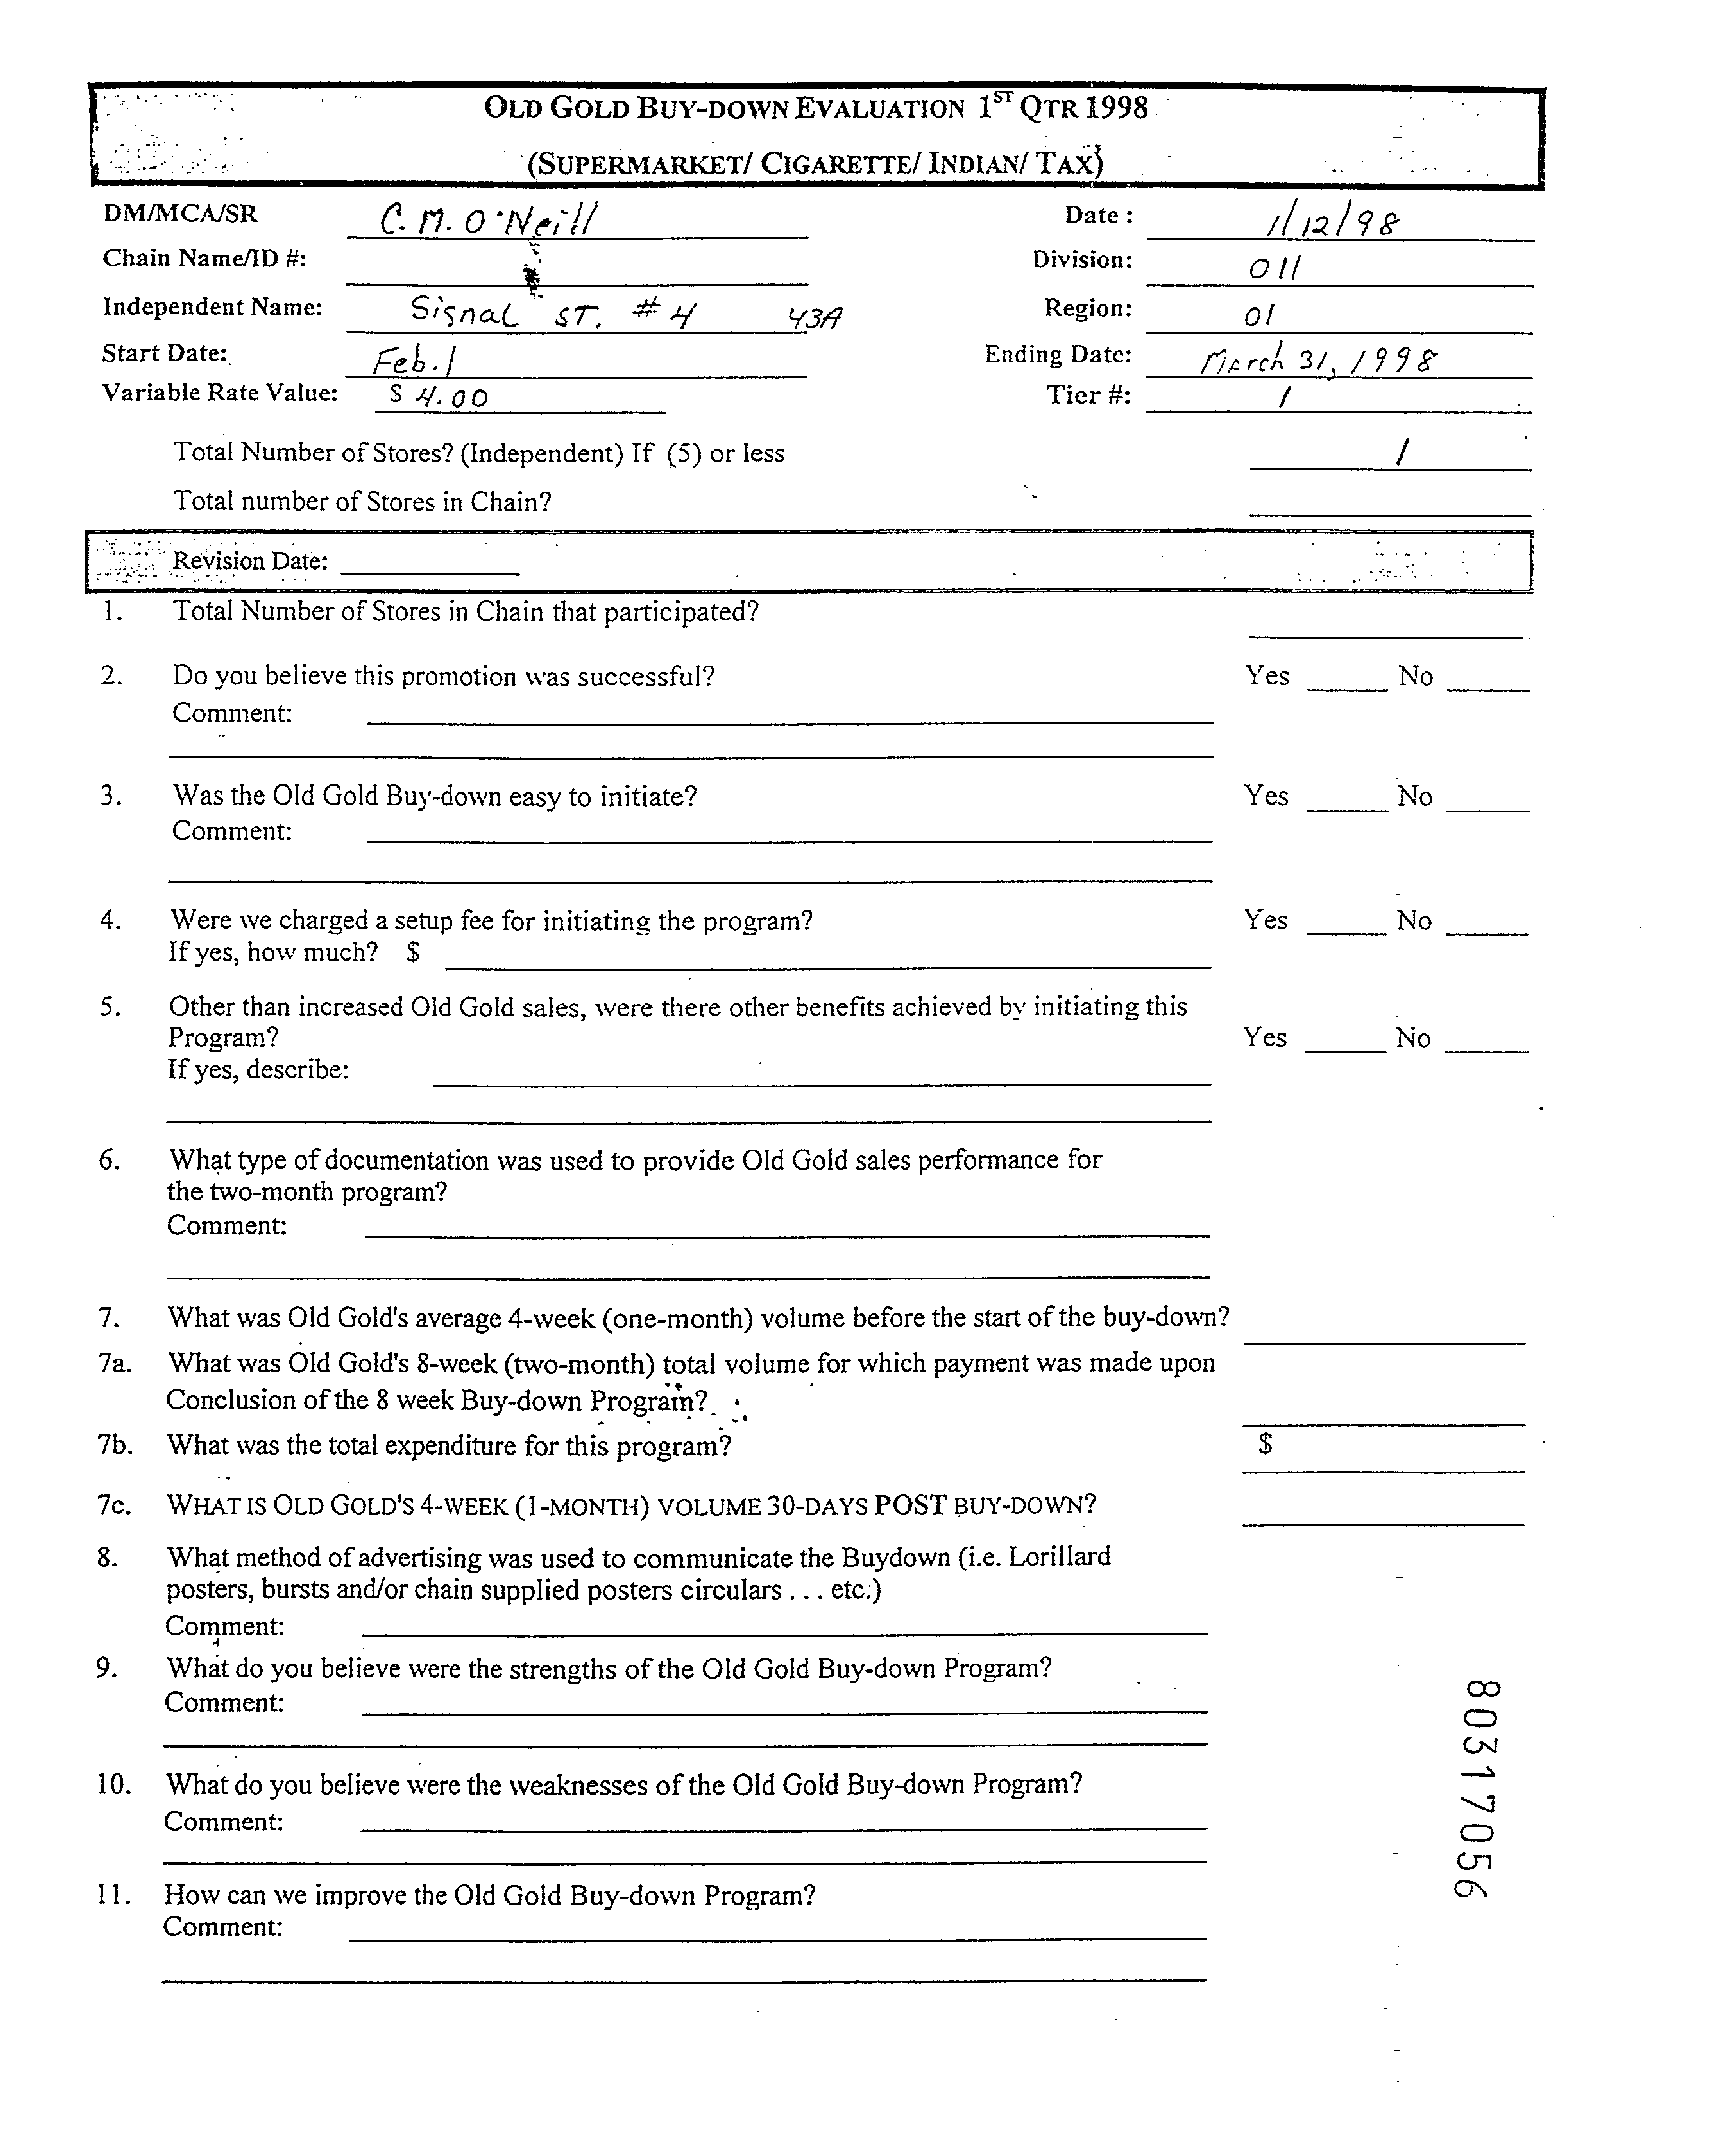 OLD GOLD BUY-DOWN EVALUATION 1ST QTR 1998
(SUPERMARKET/ CIGARETTE/ INDIAN/ TAX)
DM/MCA/SR C. M. O'Neill Date : 1/12/98
Chain Name/ID #: Division: 011
Independent Name: Signal ST. #4 43A Region: 01
Start Date: Feb. 1 Ending Date: March 31, 1998
Variable Rate Value: $ 4.00 Tier #: 1
Total Number of Stores? (Independent) If (5) or less 1
Total number of Stores in Chain?
Revision Date:
1. Total Number of Stores in Chain that participated?
2. Do you believe this promotion was successful? Yes No
Comment:
3. Was the Old Gold Buy-down easy to initiate? Yes No
Comment:
4. Were we charged a setup fee for initiating the program? Yes No
If yes, how much? $
5. Other than increased Old Gold sales, were there other benefits achieved by initiating this
Program? Yes No
If yes, describe:
6. What type of documentation was used to provide Old Gold sales performance for
the two-month program?
Comment:
7. What was Old Gold's average 4-week (one-month) volume before the start of the buy-down?
7a. What was Old Gold's 8-week (two-month) total volume for which payment was made upon
Conclusion of the 8 week Buy-down Program?
7b. What was the total expenditure for this program? $
7c. WHAT IS OLD GOLD'S 4-WEEK (1-MONTH) VOLUME 30-DAYS POST BUY-DOWN?
8. What method of advertising was used to communicate the Buydown (i.e. Lorillard
posters, bursts and/or chain supplied posters circulars . . . etc.)
Comment:
9. What do you believe were the strengths of the Old Gold Buy-down Program?
Comment:
10. What do you believe were the weaknesses of the Old Gold Buy-down Program?
Comment:
11. How can we improve the Old Gold Buy-down Program?
Comment:
80317056